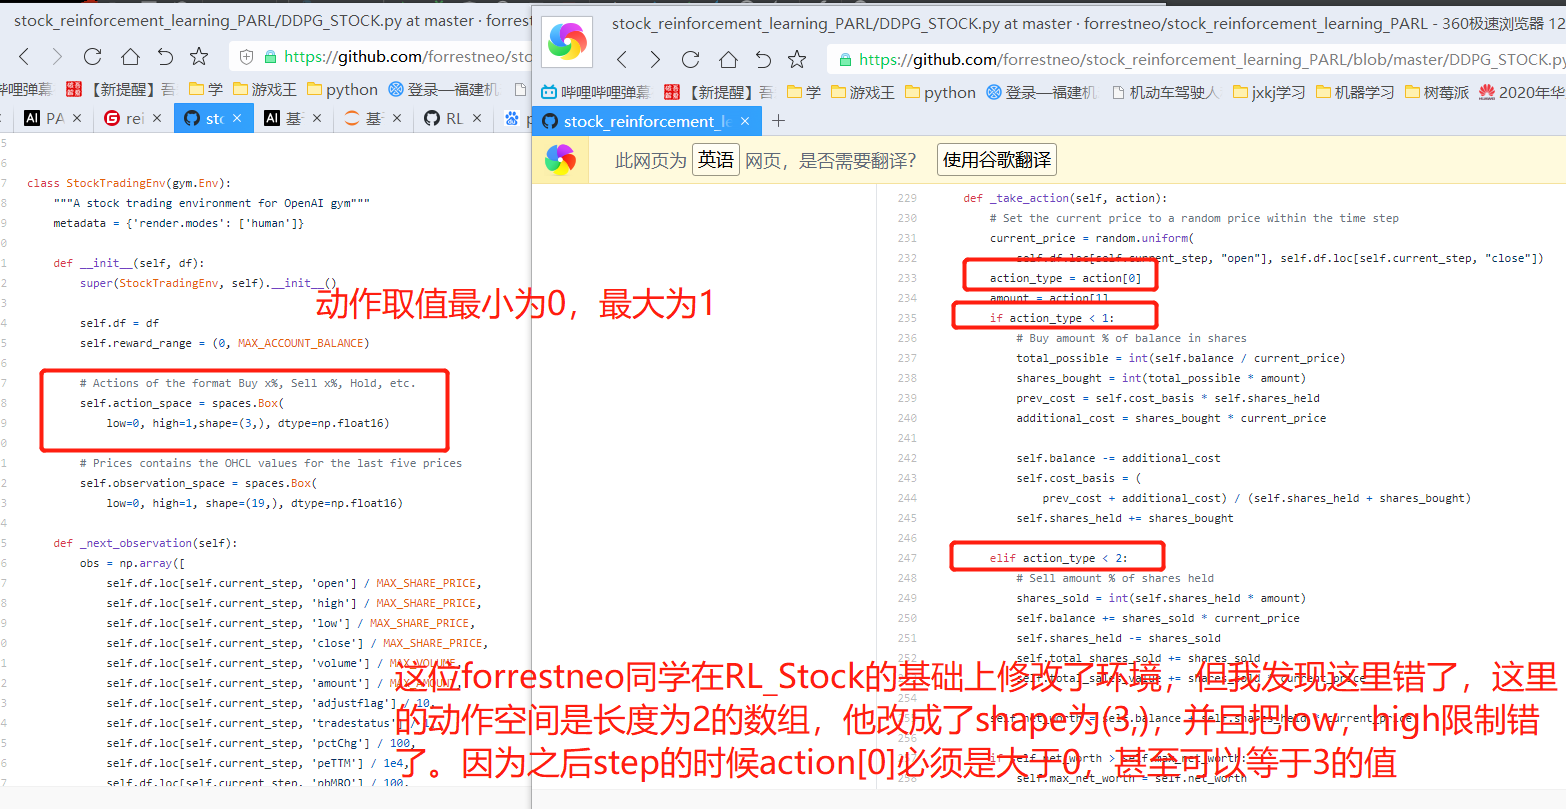 stock_reinforcement_learning_PARL/DDPG_STOCK.py at master · forrestne
https://github.com/forrestneo/sto
哔哩弹幕
【新提醒】吾
学
游戏王
python
登录—福建机
PA
rei
stc
基
基
RL
class StockTradingEnv(gym.Env):
"""A stock trading environment for OpenAI gym"""
metadata = {'render.modes': ['human']}
def __init__(self, df):
super(StockTradingEnv, self).__init__()
self.df = df
self.reward_range = (0, MAX_ACCOUNT_BALANCE)
# Actions of the format Buy x%, Sell x%, Hold, etc.
self.action_space = spaces.Box(
low=0, high=1,shape=(3,), dtype=np.float16)
# Prices contains the OHCL values for the last five prices
self.observation_space = spaces.Box(
low=0, high=1, shape=(19,), dtype=np.float16)
def _next_observation(self):
obs = np.array([
self.df.loc[self.current_step, 'open'] / MAX_SHARE_PRICE,
self.df.loc[self.current_step, 'high'] / MAX_SHARE_PRICE,
self.df.loc[self.current_step, 'low'] / MAX_SHARE_PRICE,
self.df.loc[self.current_step, 'close'] / MAX_SHARE_PRICE,
self.df.loc[self.current_step, 'volume'] / MAX_VOLUME,
self.df.loc[self.current_step, 'amount'] /
self.df.loc[self.current_step, 'adjustflag'] / 10,
self.df.loc[self.current_step, 'tradestatus'] /
self.df.loc[self.current_step, 'pctChg'] / 100,
self.df.loc[self.current_step, 'peTTM'] / 1e4,
self.df.loc[self.current_step, 'pbMRQ'] / 100,
动作取值最小为0，最大为1
stock_reinforcement_learning_PARL/DDPG_STOCK.py at master · forrestneo/stock_reinforcement_learning_PARL - 360极速浏览器 12
https://github.com/forrestneo/stock_reinforcement_learning_PARL/blob/master/DDPG_STOCK.py
哔哩哔哩弹幕
【新提醒】吾
学
游戏王
python
登录—福建机
机动车驾驶人
jxkj学习
机器学习
树莓派
2020年华
stock_reinforcement_le
此网页为 英语 网页，是否需要翻译？ 使用谷歌翻译
229 def _take_action(self, action):
230 # Set the current price to a random price within the time step
231 current_price = random.uniform(
232 self.df.loc[self.current_step, "open"], self.df.loc[self.current_step, "close"])
233 action_type = action[0]
234 amount = action[1]
235 if action_type < 1:
236 # Buy amount % of balance in shares
237 total_possible = int(self.balance / current_price)
238 shares_bought = int(total_possible * amount)
239 prev_cost = self.cost_basis * self.shares_held
240 additional_cost = shares_bought * current_price
241
242 self.balance -= additional_cost
243 self.cost_basis = (
244 prev_cost + additional_cost) / (self.shares_held + shares_bought)
245 self.shares_held += shares_bought
246
247 elif action_type < 2:
248 # Sell amount % of shares held
249 shares_sold = int(self.shares_held * amount)
250 self.balance += shares_sold * current_price
251 self.shares_held -= shares_sold
252 self.total_shares_sold += shares_sold
self.net_worth = self.balance + self.shares_held * current_price
if self.net_worth > self.max_net_worth:
self.max_net_worth = self.net_worth
这位forrestneo同学在RL_Stock的基础上修改了环境，但我发现这里错了，这里
的动作空间是长度为2的数组，他改成了shape为(3,)，并且把low，high限制错
了。因为之后step的时候action[0]必须是大于0，甚至可以等于3的值